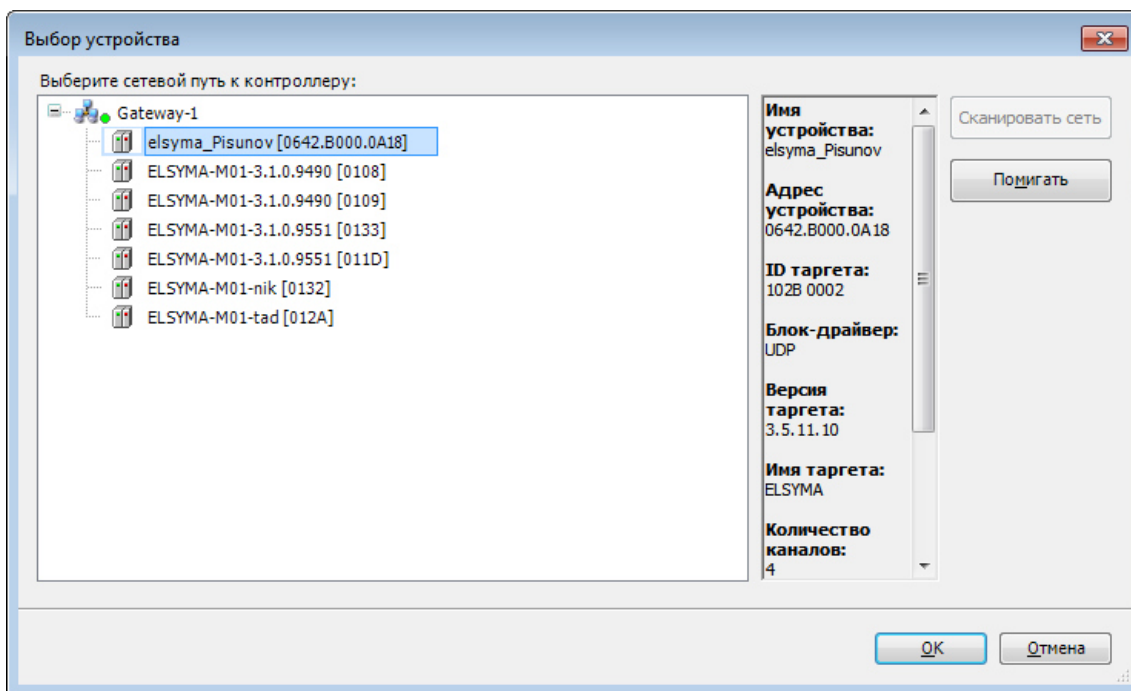 Выбор устройства
Выберите сетевой путь к контроллеру:
Gateway-1
elsyma_Pisunov [0642.B000.0A18]
ELSYMA-M01-3.1.0.9490 [0108]
ELSYMA-M01-3.1.0.9490 [0109]
ELSYMA-M01-3.1.0.9551 [0133]
ELSYMA-M01-3.1.0.9551 [011D]
ELSYMA-M01-nik [0132]
ELSYMA-M01-tad [012A]
Имя
устройства:
elsyma_Pisunov
Адрес
устройства:
0642.B000.0A18
ID таргета:
102B 0002
Блок-драйвер:
UDP
Версия
таргета:
3.5.11.10
Имя таргета:
ELSYMA
Количество
каналов:
4
Сканировать сеть
Помигать
OK
Отмена